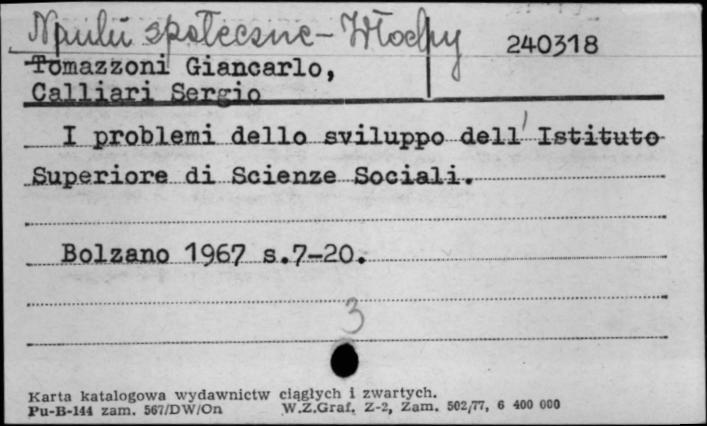 Nauki społeczne - Włochy
240318
Tomazzoni Giancarlo,
Calliari Sergio
I problemi dello sviluppo dell' Istituto
Superiore di Scienze Sociali.
Bolzano 1967 s.7-20.
3
Karta katalogowa wydawnictw ciągłych i zwartych.
Pu-B-144 zam. 567/DW/On W.Z.Graf. Z-2, Zam. 502/77, 6 400 000